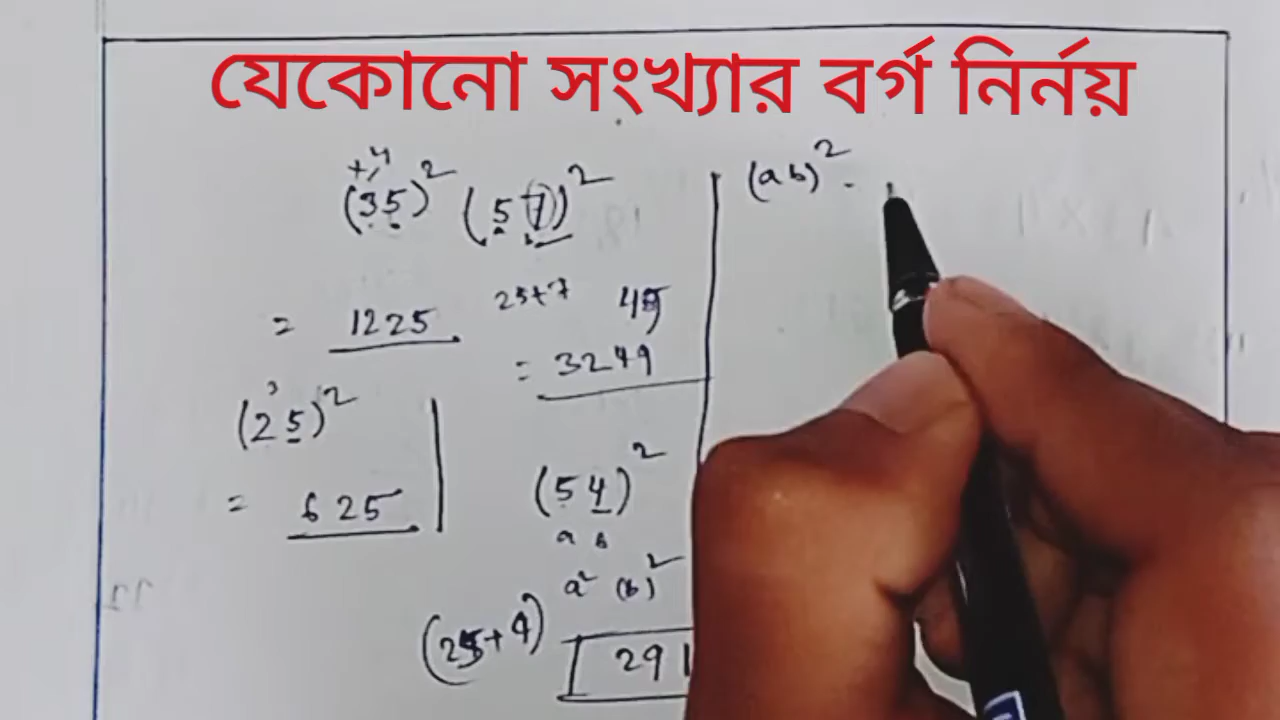 যেকোনো সংখ্যার বর্গ নির্নয়
(35)²
= 1225
(25)²
= 625
(57)²
25+7 49
= 3249
(54)²
a b
a² (b)²
(25+4) 291
(ab)²